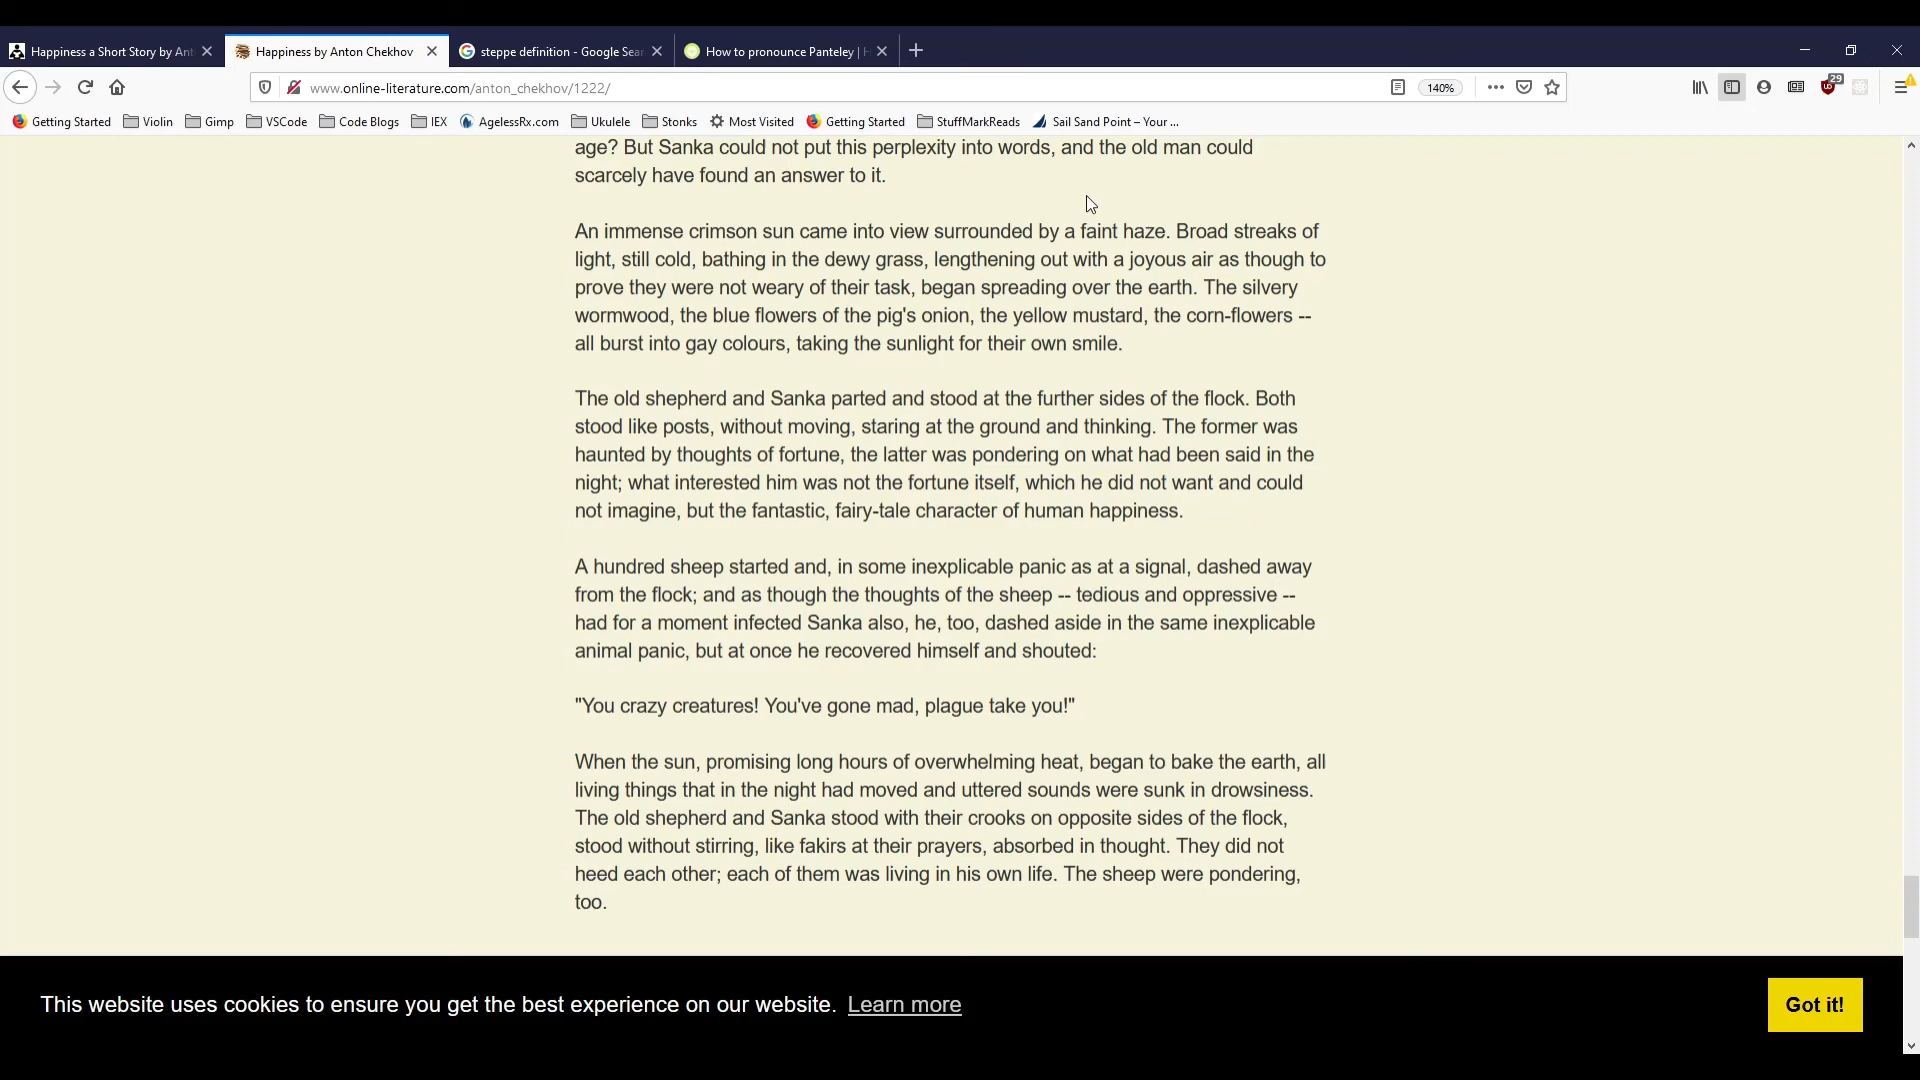 Happiness a Short Story by Ant
Happiness by Anton Chekhov
steppe definition - Google Sea
How to pronounce Panteley | H
www.online-literature.com/anton_chekhov/1222/
140%
29
Getting Started
Violin
Gimp
VSCode
Code Blogs
IEX
AgelessRx.com
Ukulele
Stonks
Most Visited
Getting Started
StuffMarkReads
Sail Sand Point – Your ...
age? But Sanka could not put this perplexity into words, and the old man could
scarcely have found an answer to it.
An immense crimson sun came into view surrounded by a faint haze. Broad streaks of
light, still cold, bathing in the dewy grass, lengthening out with a joyous air as though to
prove they were not weary of their task, began spreading over the earth. The silvery
wormwood, the blue flowers of the pig's onion, the yellow mustard, the corn-flowers --
all burst into gay colours, taking the sunlight for their own smile.
The old shepherd and Sanka parted and stood at the further sides of the flock. Both
stood like posts, without moving, staring at the ground and thinking. The former was
haunted by thoughts of fortune, the latter was pondering on what had been said in the
night; what interested him was not the fortune itself, which he did not want and could
not imagine, but the fantastic, fairy-tale character of human happiness.
A hundred sheep started and, in some inexplicable panic as at a signal, dashed away
from the flock; and as though the thoughts of the sheep -- tedious and oppressive --
had for a moment infected Sanka also, he, too, dashed aside in the same inexplicable
animal panic, but at once he recovered himself and shouted:
"You crazy creatures! You've gone mad, plague take you!"
When the sun, promising long hours of overwhelming heat, began to bake the earth, all
living things that in the night had moved and uttered sounds were sunk in drowsiness.
The old shepherd and Sanka stood with their crooks on opposite sides of the flock,
stood without stirring, like fakirs at their prayers, absorbed in thought. They did not
heed each other; each of them was living in his own life. The sheep were pondering,
too.
This website uses cookies to ensure you get the best experience on our website. Learn more
Got it!